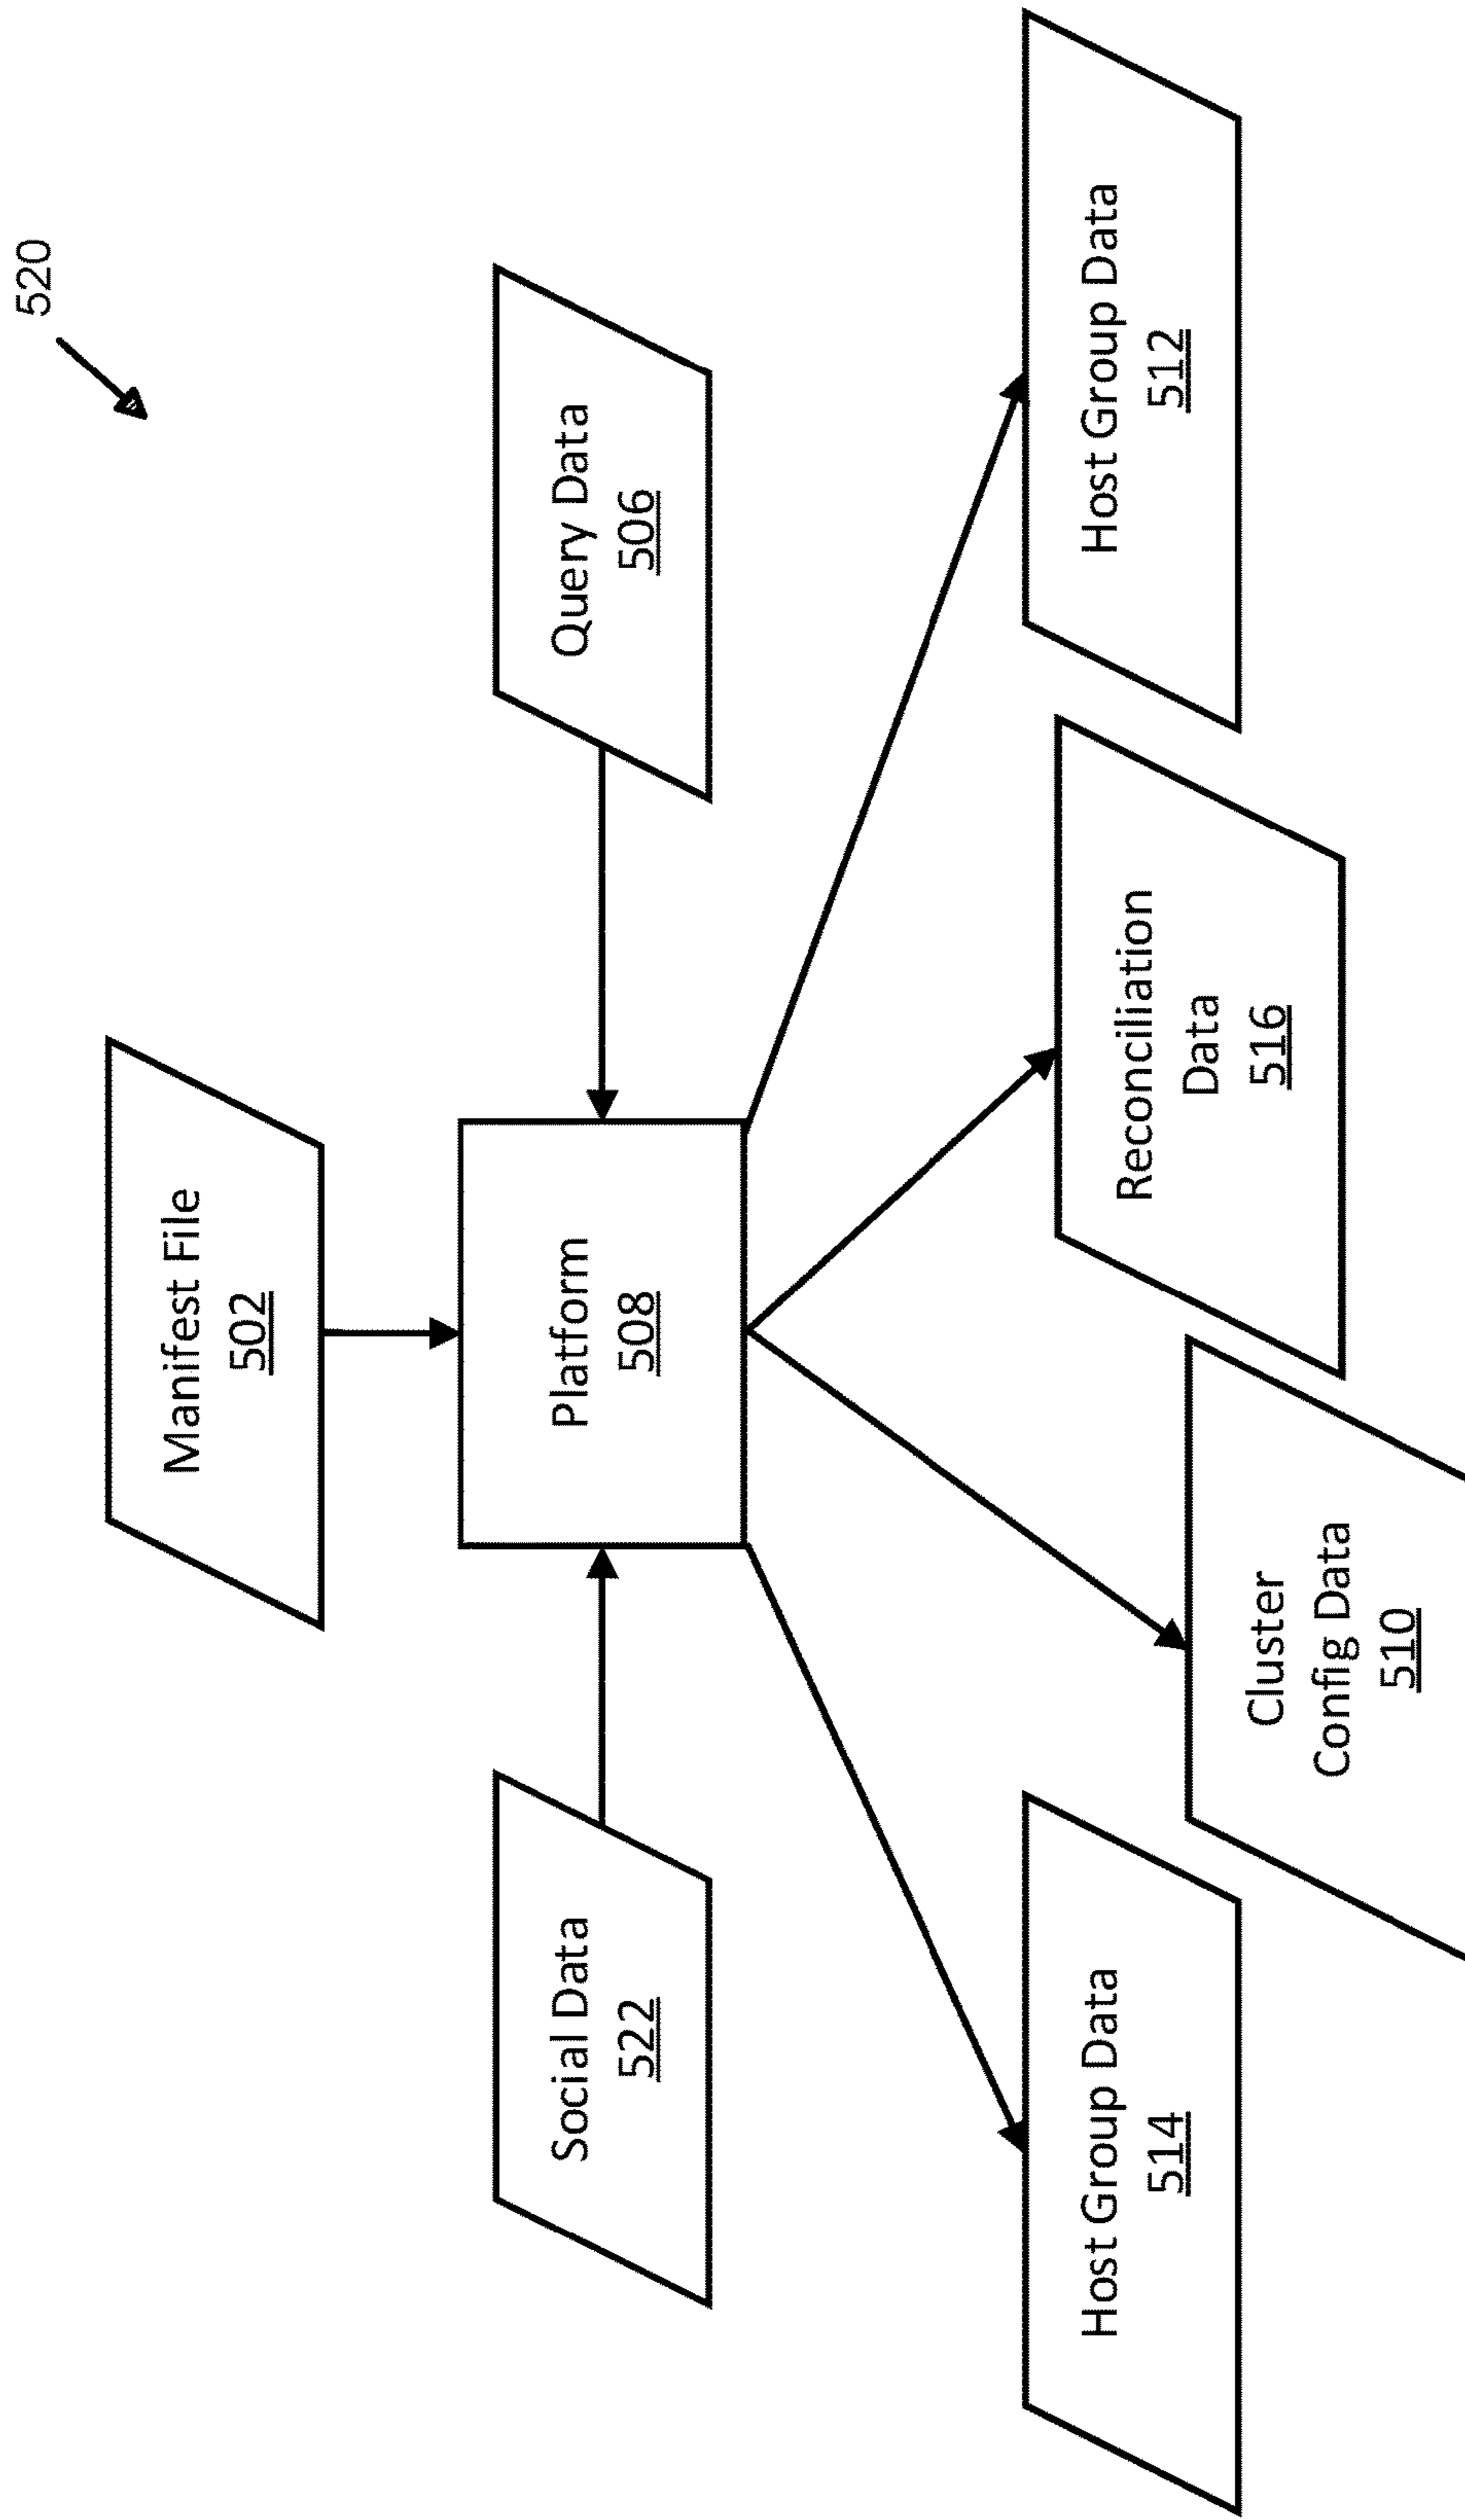 520
Manifest File
502
Social Data
522
Platform
508
Query Data
506
Host Group Data
514
Cluster
Config Data
510
Reconciliation
Data
516
Host Group Data
512